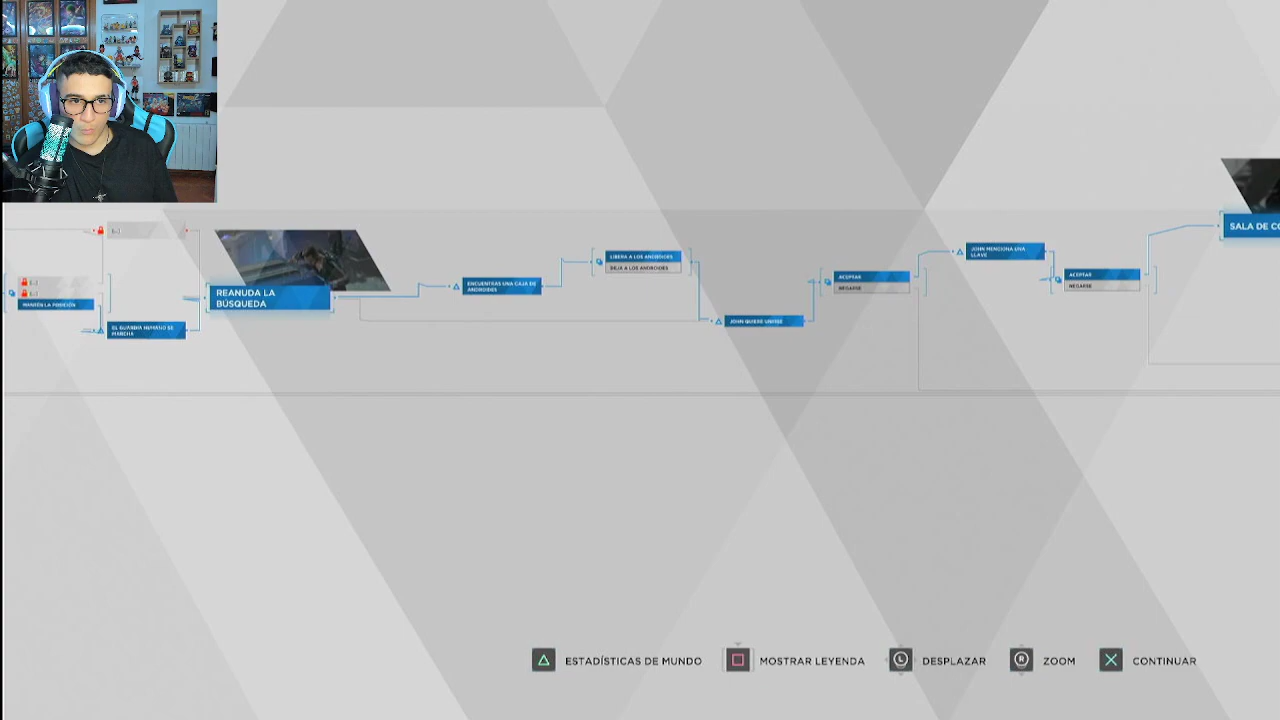 REANUDA LA
BÚSQUEDA
MANTÉN LA POSICIÓN
EL GUARDIA HUMANO SE
MARCHA
ENCUENTRAS UNA CAJA DE
ANDROIDES
LIBERA A LOS ANDROIDES
DEJA A LOS ANDROIDES
JOHN QUIERE UNIRSE
ACEPTAR
NEGARSE
JOHN MENCIONA UNA
LLAVE
ACEPTAR
NEGARSE
SALA DE CO
ESTADÍSTICAS DE MUNDO
MOSTRAR LEYENDA
L
DESPLAZAR
R
ZOOM
CONTINUAR